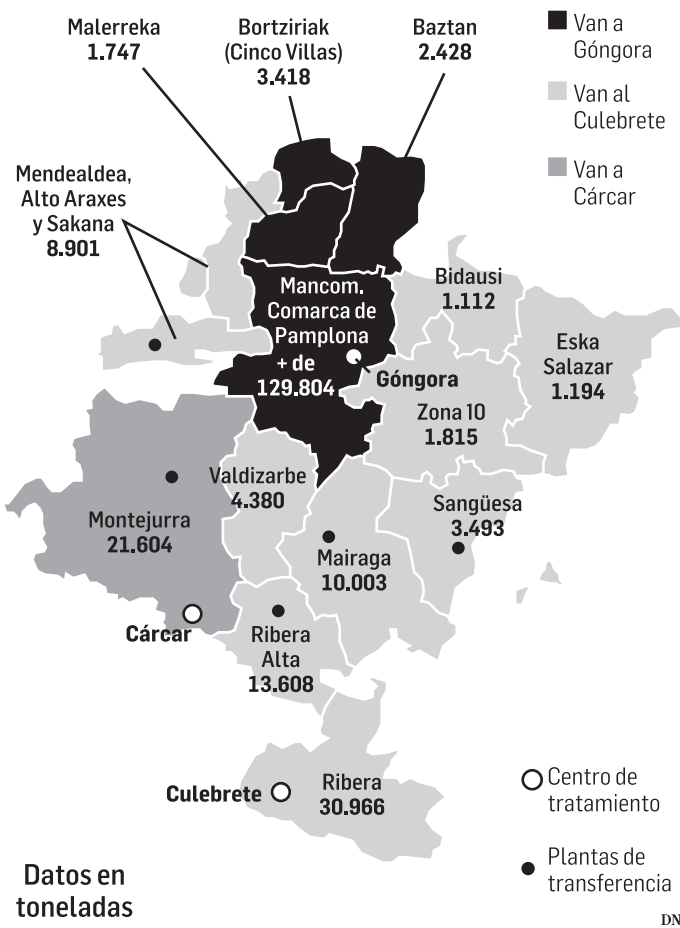 Malerreka
1.747
Bortziriak
(Cinco Villas)
3.418
Baztan
2.428
Van a
Góngora
Van al
Culebrete
Van a
Cárcar
Mendealdea,
Alto Araxes
y Sakana
8.901
Mancom.
Comarca de
Pamplona
+ de
129.804
Góngora
Bidausi
1.112
Eska
Salazar
1.194
Zona 10
1.815
Valdizarbe
4.380
Montejurra
21.604
Sangüesa
3.493
Mairaga
10.003
Cárcar
Ribera
Alta
13.608
Culebrete
Ribera
30.966
Centro de
tratamiento
Plantas de
transferencia
Datos en
toneladas
DN